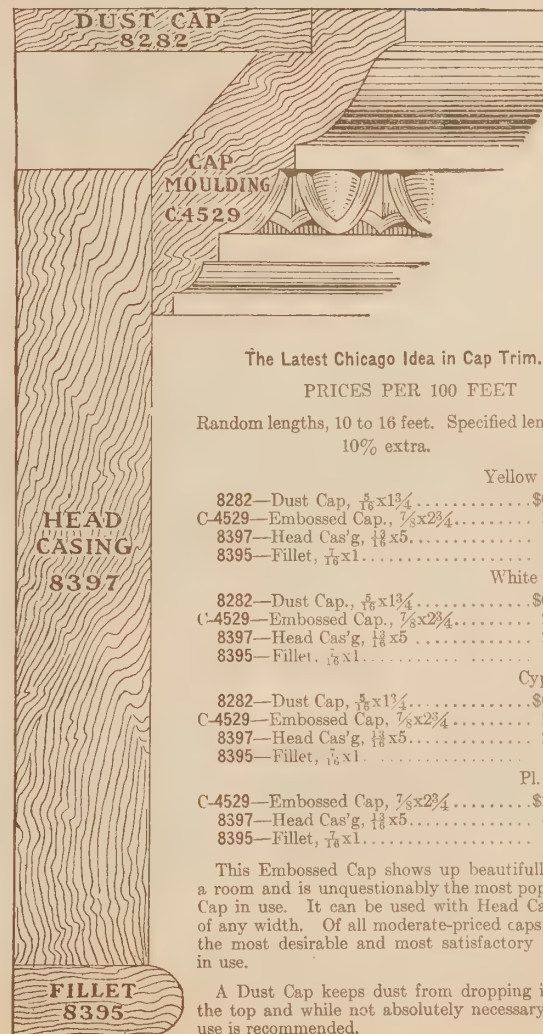 DUST CAP
8282
CAP
MOULDING
C4529
HEAD
CASING
8397
FILLET
8395
The Latest Chicago Idea in Cap Trim.
PRICES PER 100 FEET
Random lengths, 10 to 16 feet. Specified
10% extra.
Yellow
8282—Dust Cap, 5/16x1¾............$
C-4529—Embossed Cap., ⅞x2¾........
8397—Head Cas'g, 13/16x5............
8395—Fillet, 7/16x1..................
White
8282—Dust Cap., 5/16x1¾............$
C-4529—Embossed Cap, ⅞x2¾........
8397—Head Cas'g, 13/16x5............
8395—Fillet, 7/16x1..................
8282—Dust Cap, 5/16x1¾............$
C-4529—Embossed Cap, ⅞x2¾........
8397—Head Cas'g, 13/16x5............
8395—Fillet, 7/16x1..................
Pl.
C-4529—Embossed Cap, ⅞x2¾........$
8397—Head Cas'g, 13/16x5............
8395—Fillet, 7/16x1..................
This Embossed Cap shows up
a room and is unquestionably the most
Cap in use. It can be used with Head
of any width. Of all moderate-priced caps
the most desirable and most satisfactory
in use.
A Dust Cap keeps dust from dropping
the top and while not absolutely necessary
use is recommended.